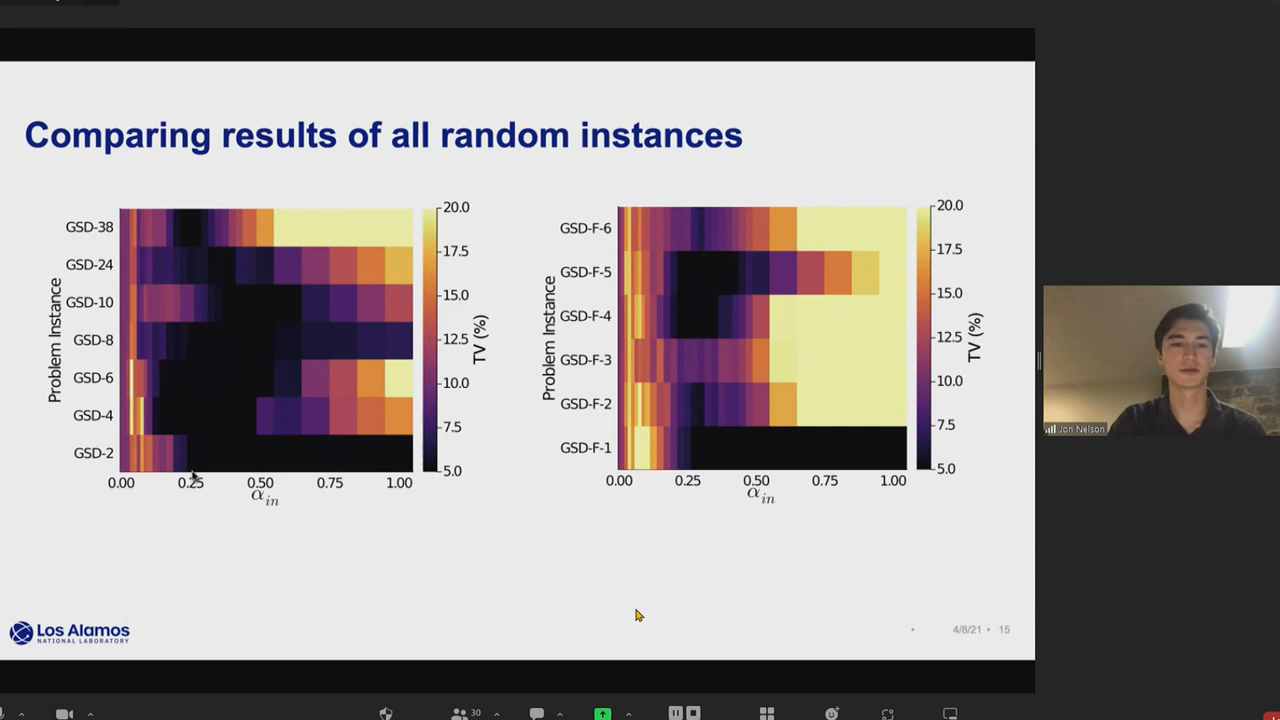 Comparing results of all random instances
Problem Instance
GSD-38
GSD-24
GSD-10
GSD-8
GSD-6
GSD-4
GSD-2
0.00 0.25 0.50 0.75 1.00
α_in
20.0
17.5
15.0
12.5
10.0
7.5
5.0
TV (%)
Problem Instance
GSD-F-6
GSD-F-5
GSD-F-4
GSD-F-3
GSD-F-2
GSD-F-1
0.00 0.25 0.50 0.75 1.00
α_in
20.0
17.5
15.0
12.5
10.0
7.5
5.0
TV (%)
Jon Nelson
Los Alamos
NATIONAL LABORATORY
4/8/21 • 15
30